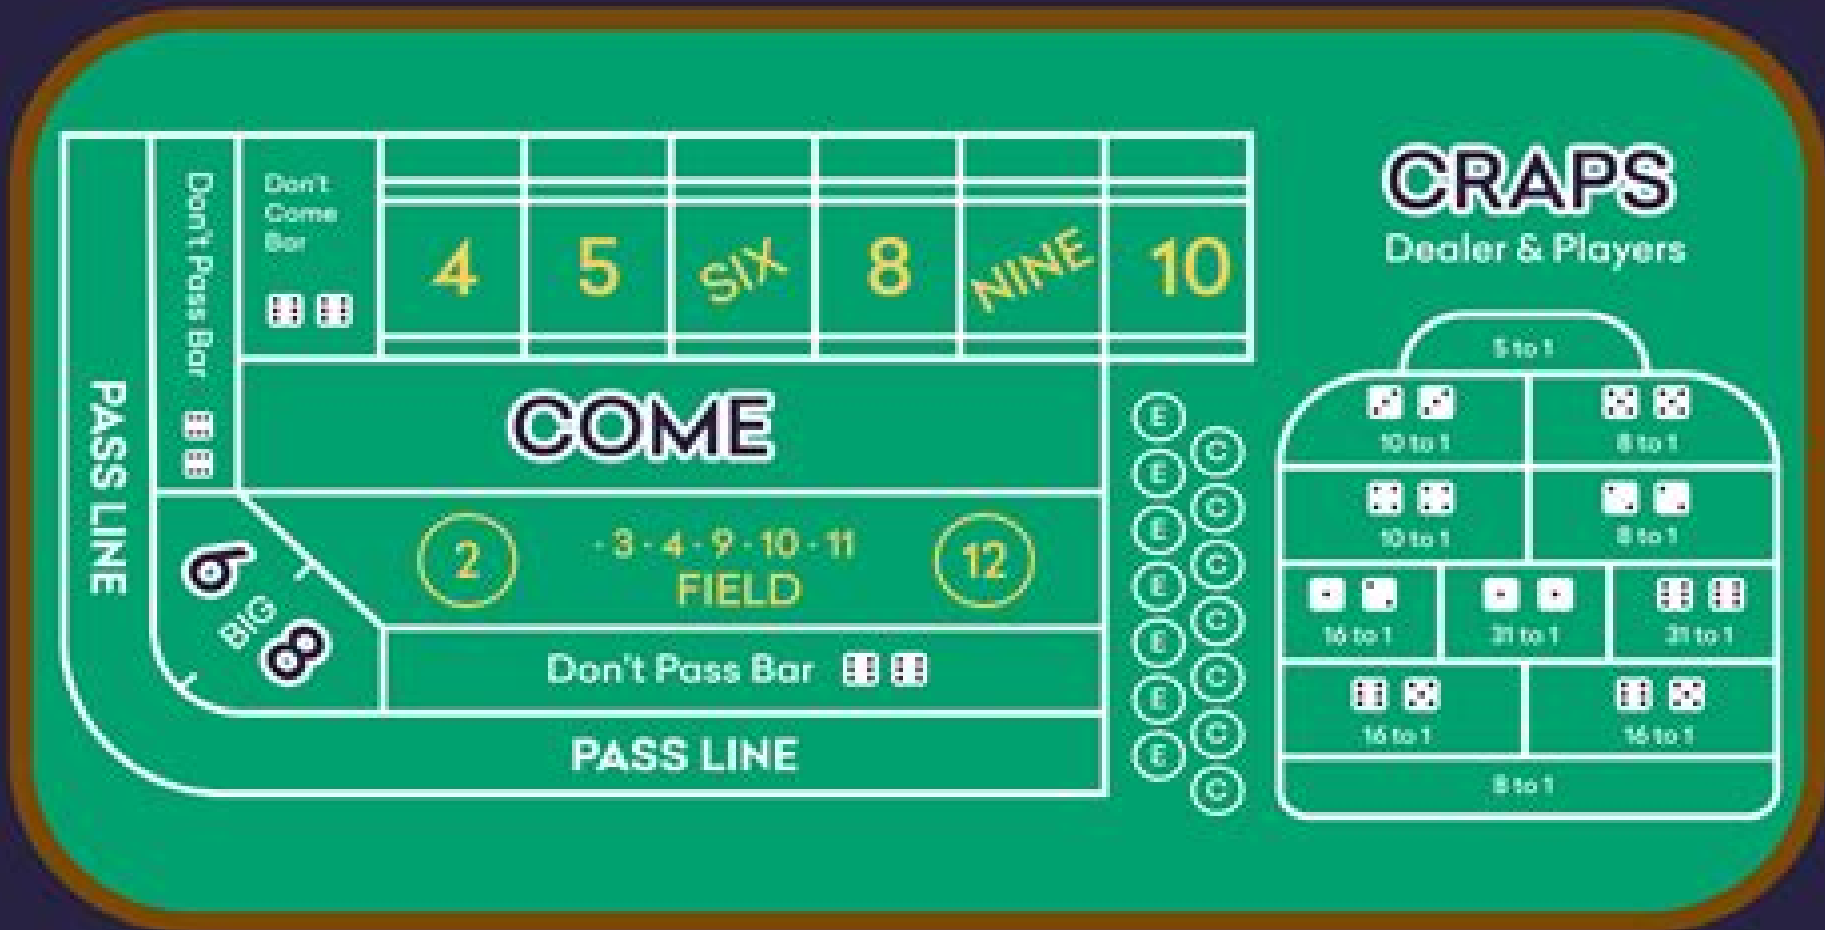 PASS LINE
Don't Pass Bar
Don't
Come
Bar
4
5
SIX
8
NINE
10
CRAPS
Dealer & Players
COME
6
BIG
8
2
· 3 · 4 · 9 · 10 · 11
FIELD
12
Don't Pass Bar
PASS LINE
E
E
E
E
E
E
E
C
C
C
C
C
C
C
5 to 1
10 to 1
8 to 1
10 to 1
8 to 1
16 to 1
31 to 1
31 to 1
16 to 1
16 to 1
8 to 1